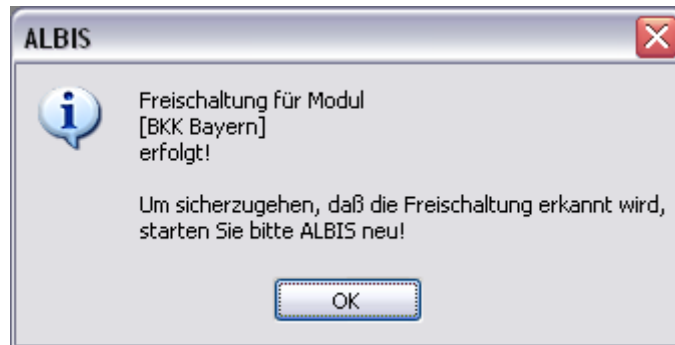 ALBIS
Freischaltung für Modul
[BKK Bayern]
erfolgt!
Um sicherzugehen, daß die Freischaltung erkannt wird,
starten Sie bitte ALBIS neu!
OK